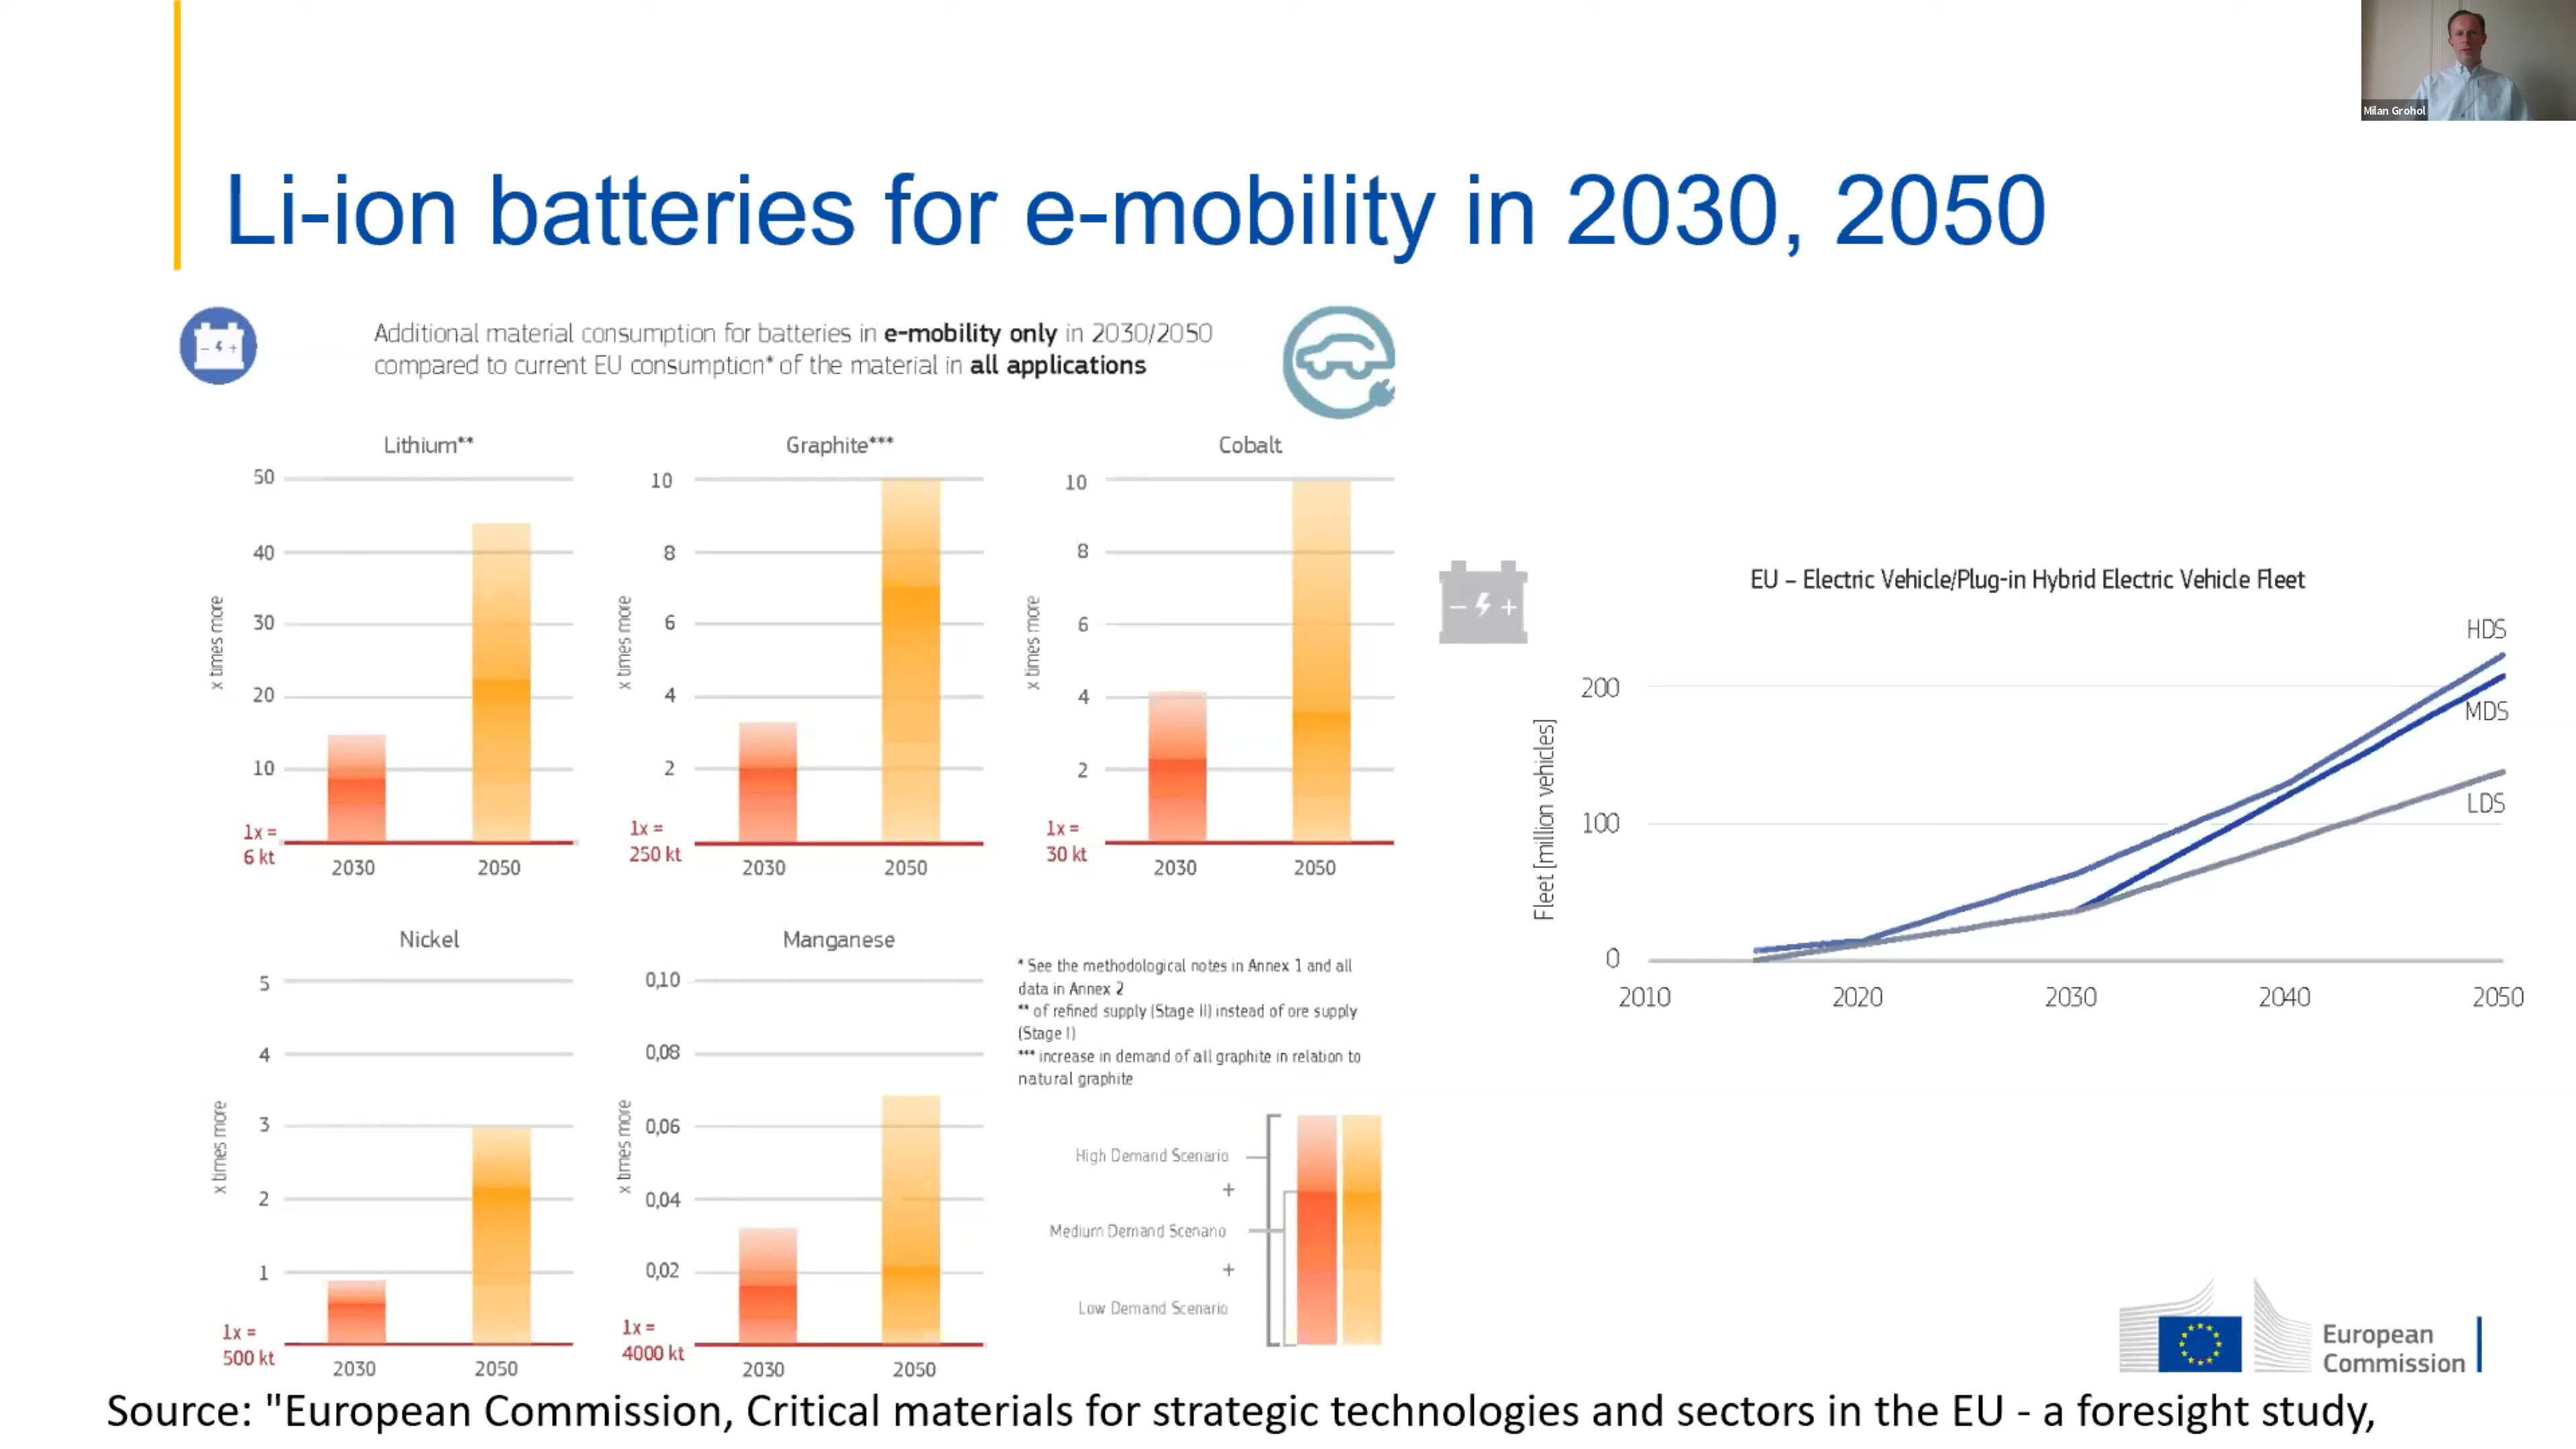 Milan Grohol
Li-ion batteries for e-mobility in 2030, 2050
Additional material consumption for batteries in e-mobility only in 2030/2050
compared to current EU consumption* of the material in all applications
Lithium**
50
40
30
20
10
x times more
1x =
6 kt
2030
2050
Graphite***
10
8
6
4
2
x times more
1x =
250 kt
2030
2050
Cobalt
10
8
6
4
2
x times more
1x =
30 kt
2030
2050
Nickel
5
4
3
2
1
x times more
1x =
500 kt
2030
2050
Manganese
0,10
0,08
0,06
0,04
0,02
x times more
1x =
4000 kt
2030
2050
* See the methodological notes in Annex 1 and all
data in Annex 2
** of refined supply (Stage II) instead of ore supply
(Stage I)
*** increase in demand of all graphite in relation to
natural graphite
High Demand Scenario
+
Medium Demand Scenario
+
Low Demand Scenario
EU – Electric Vehicle/Plug-in Hybrid Electric Vehicle Fleet
HDS
MDS
LDS
200
100
0
Fleet [million vehicles]
2010
2020
2030
2040
2050
European
Commission
Source: "European Commission, Critical materials for strategic technologies and sectors in the EU - a foresight study,